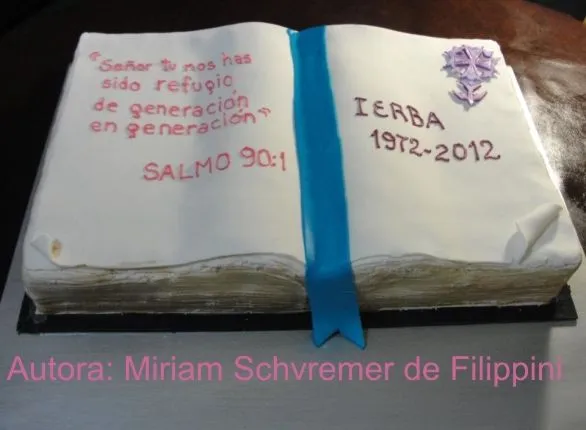 "Señor tu nos has
sido refugio
de generación
en generación"
SALMO 90:1
IERBA
1972-2012
Autora: Miriam Schvremer de Filippini